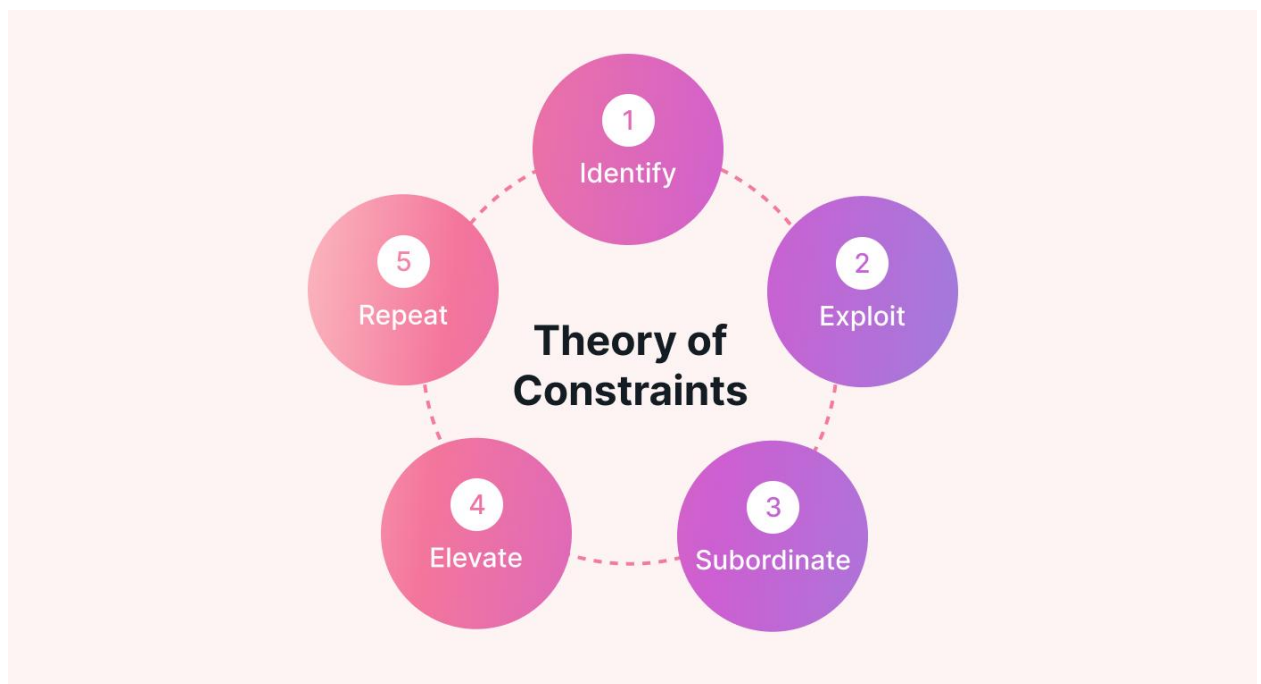 1
Identify
2
Exploit
3
Subordinate
4
Elevate
5
Repeat
Theory of
Constraints